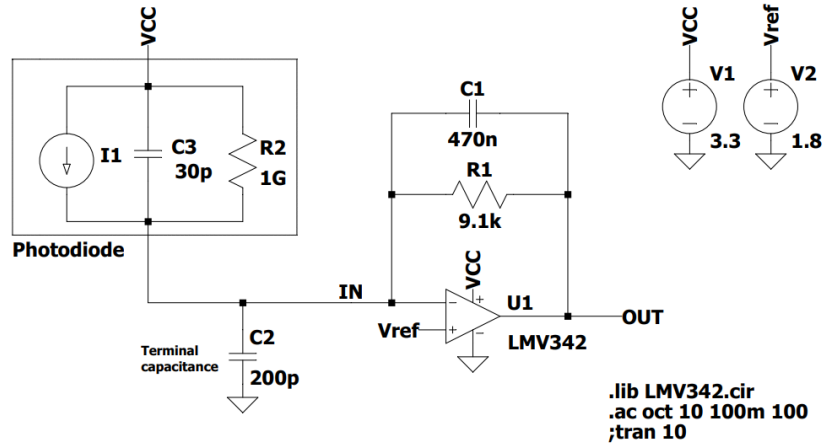 VCC
I1
C3
30p
R2
1G
Photodiode
C1
470n
R1
9.1k
VCC
IN
U1
Vref
LMV342
OUT
C2
Terminal
capacitance
200p
VCC
V1
3.3
Vref
V2
1.8
.lib LMV342.cir
.ac oct 10 100m 100
;tran 10